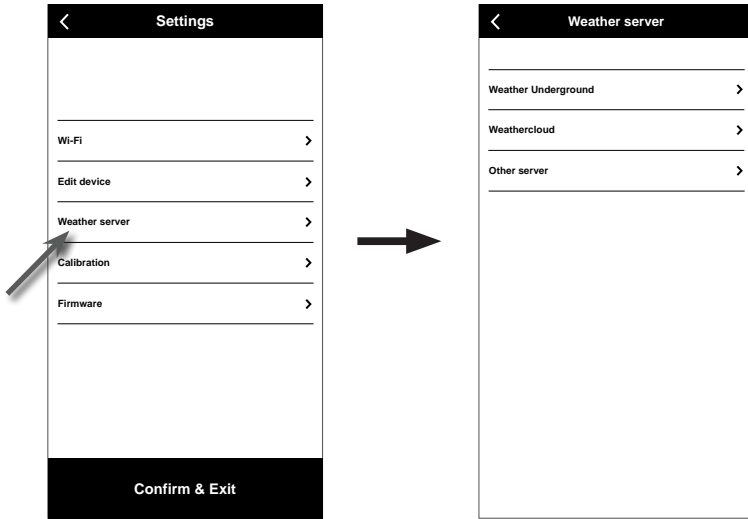 Settings
Wi-Fi
Edit device
Weather server
Calibration
Firmware
Confirm & Exit
Weather server
Weather Underground
Weathercloud
Other server